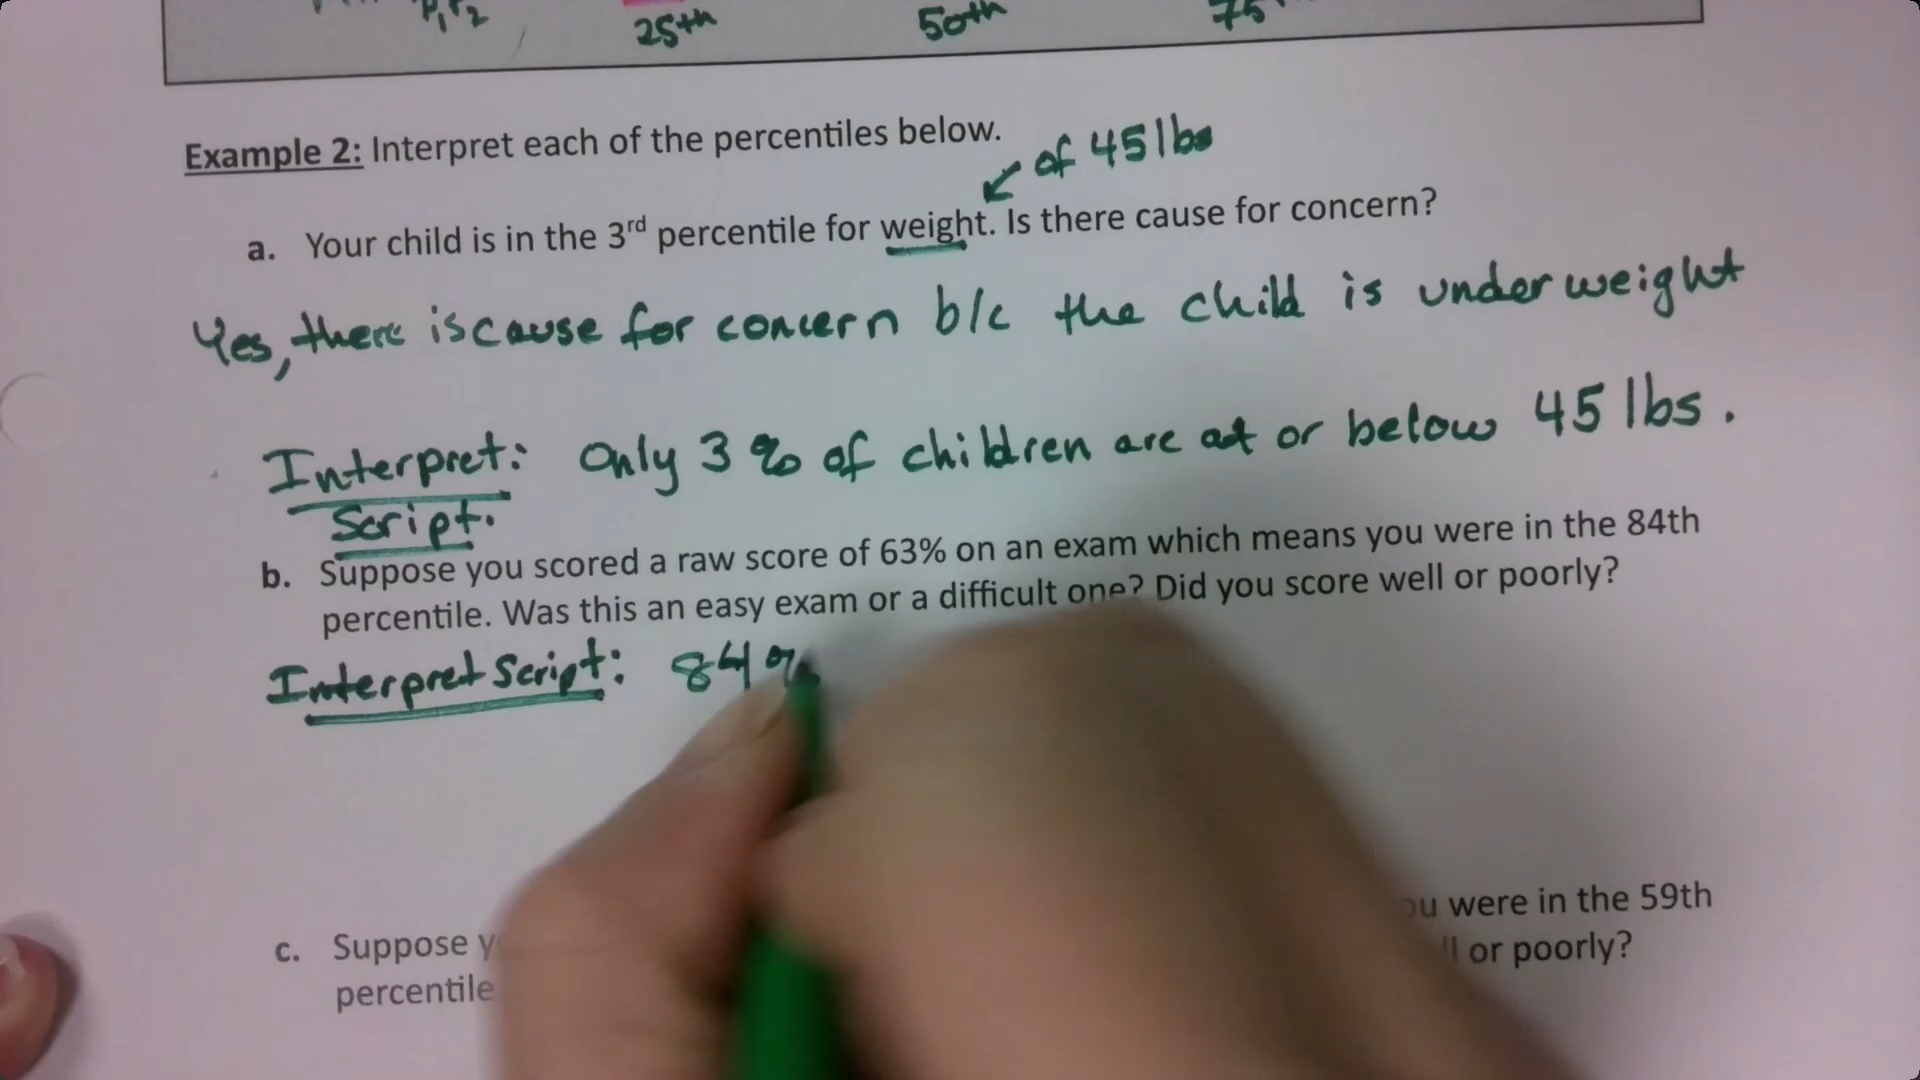 P₁ P₂ 25th 50th 75
Example 2: Interpret each of the percentiles below.
of 45 lbs
a. Your child is in the 3rd percentile for weight. Is there cause for concern?
Yes, there is cause for concern b/c the child is underweight
Interpret: Only 3% of children are at or below 45 lbs.
Script.
b. Suppose you scored a raw score of 63% on an exam which means you were in the 84th
percentile. Was this an easy exam or a difficult one? Did you score well or poorly?
Interpret Script: 84%
c. Suppose you were in the 59th
percentile or poorly?